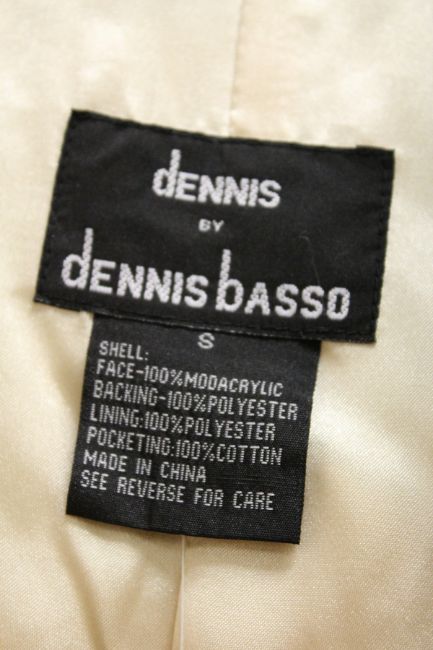 dENNIS
BY
dENNIS bASSO
S
SHELL:
FACE-100%MODACRYLIC
BACKING-100%POLYESTER
LINING:100%POLYESTER
POCKETING:100%COTTON
MADE IN CHINA
SEE REVERSE FOR CARE